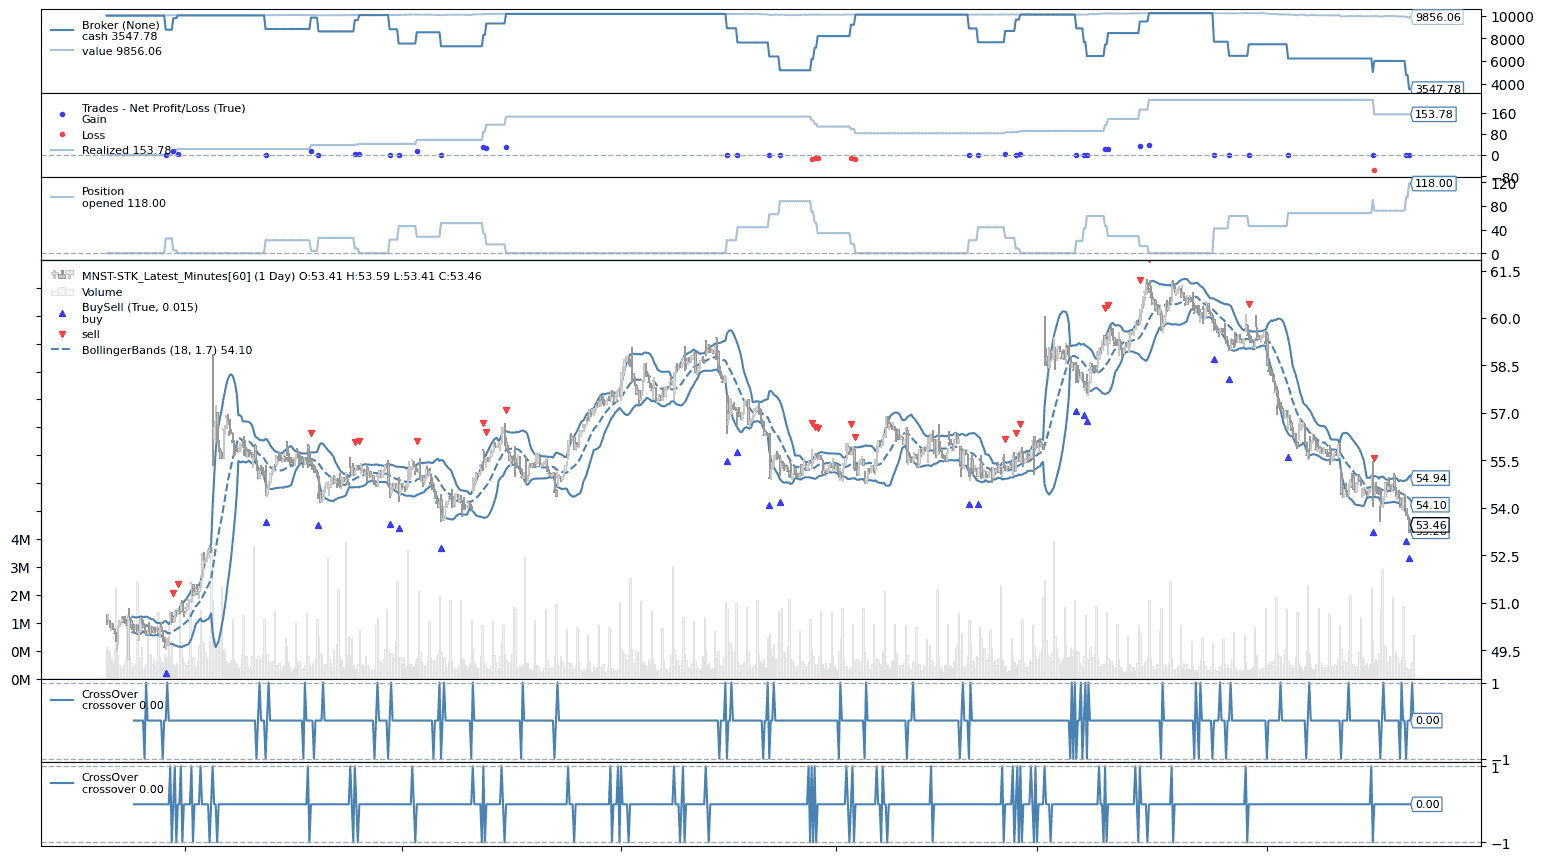 Broker (None)
cash 3547.78
value 9856.06
9856.06
3547.78
10000
8000
6000
4000
Trades - Net Profit/Loss (True)
Gain
Loss
Realized 153.78
153.78
160
80
0
−80
Position
opened 118.00
118.00
120
80
40
0
MNST-STK_Latest_Minutes[60] (1 Day) O:53.41 H:53.59 L:53.41 C:53.46
Volume
BuySell (True, 0.015)
buy
sell
BollingerBands (18, 1.7) 54.10
61.5
60.0
58.5
57.0
55.5
54.0
52.5
51.0
49.5
54.94
54.10
53.46
4M
3M
2M
1M
0M
0M
CrossOver
crossover 0.00
0.00
1
−1
CrossOver
crossover 0.00
0.00
1
−1